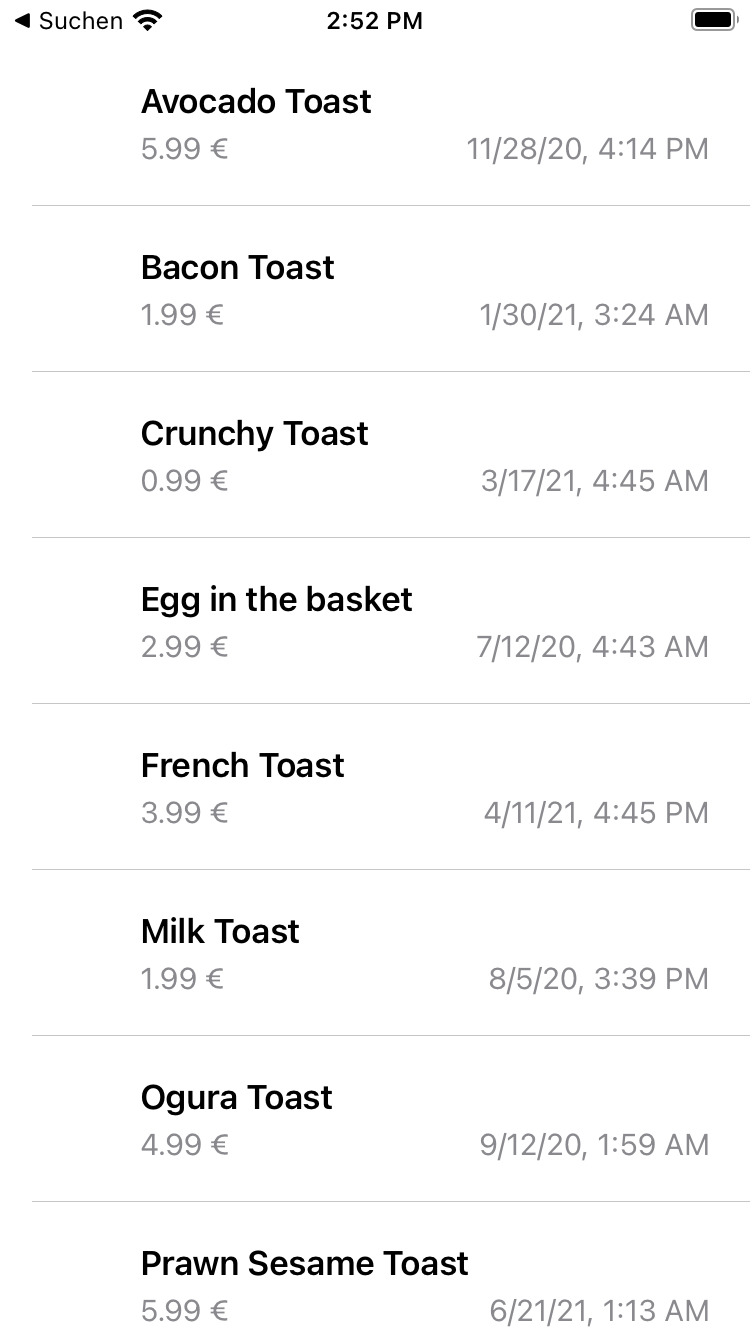 ◀ Suchen 2:52 PM
Avocado Toast
5.99 € 11/28/20, 4:14 PM
Bacon Toast
1.99 € 1/30/21, 3:24 AM
Crunchy Toast
0.99 € 3/17/21, 4:45 AM
Egg in the basket
2.99 € 7/12/20, 4:43 AM
French Toast
3.99 € 4/11/21, 4:45 PM
Milk Toast
1.99 € 8/5/20, 3:39 PM
Ogura Toast
4.99 € 9/12/20, 1:59 AM
Prawn Sesame Toast
5.99 € 6/21/21, 1:13 AM